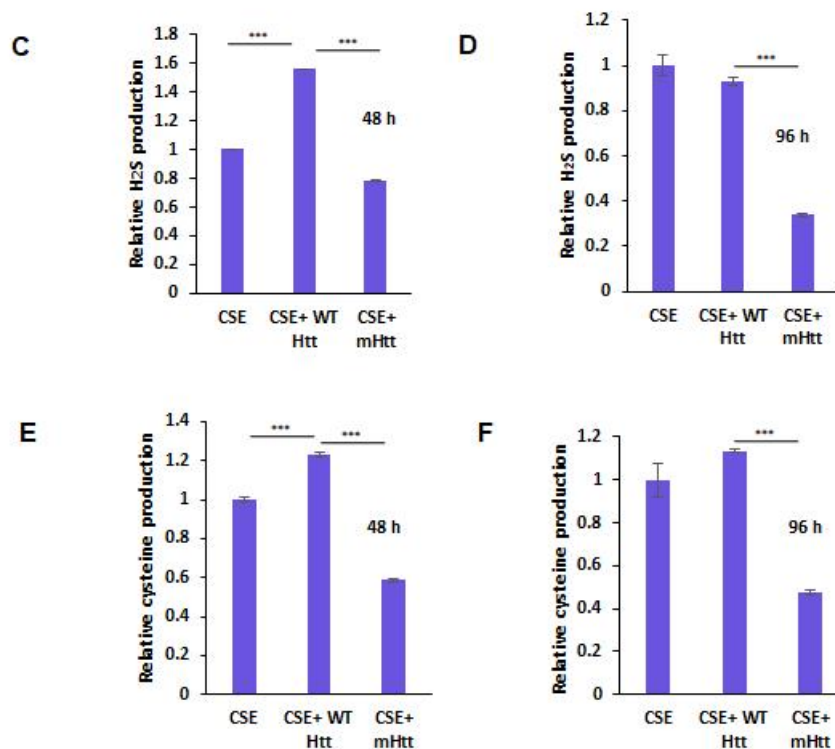 C
Relative H2S production
1.8
1.6
1.4
1.2
1
0.8
0.6
0.4
0.2
0
***
***
48 h
CSE
CSE+ WT
Htt
CSE+
mHtt
D
Relative H2S production
1.2
1
0.8
0.6
0.4
0.2
0
***
96 h
CSE
CSE+ WT
Htt
CSE+
mHtt
E
Relative cysteine production
1.4
1.2
1
0.8
0.6
0.4
0.2
0
***
***
48 h
CSE
CSE+ WT
Htt
CSE+
mHtt
F
Relative cysteine production
1.2
1
0.8
0.6
0.4
0.2
0
***
96 h
CSE
CSE+ WT
Htt
CSE+
mHtt